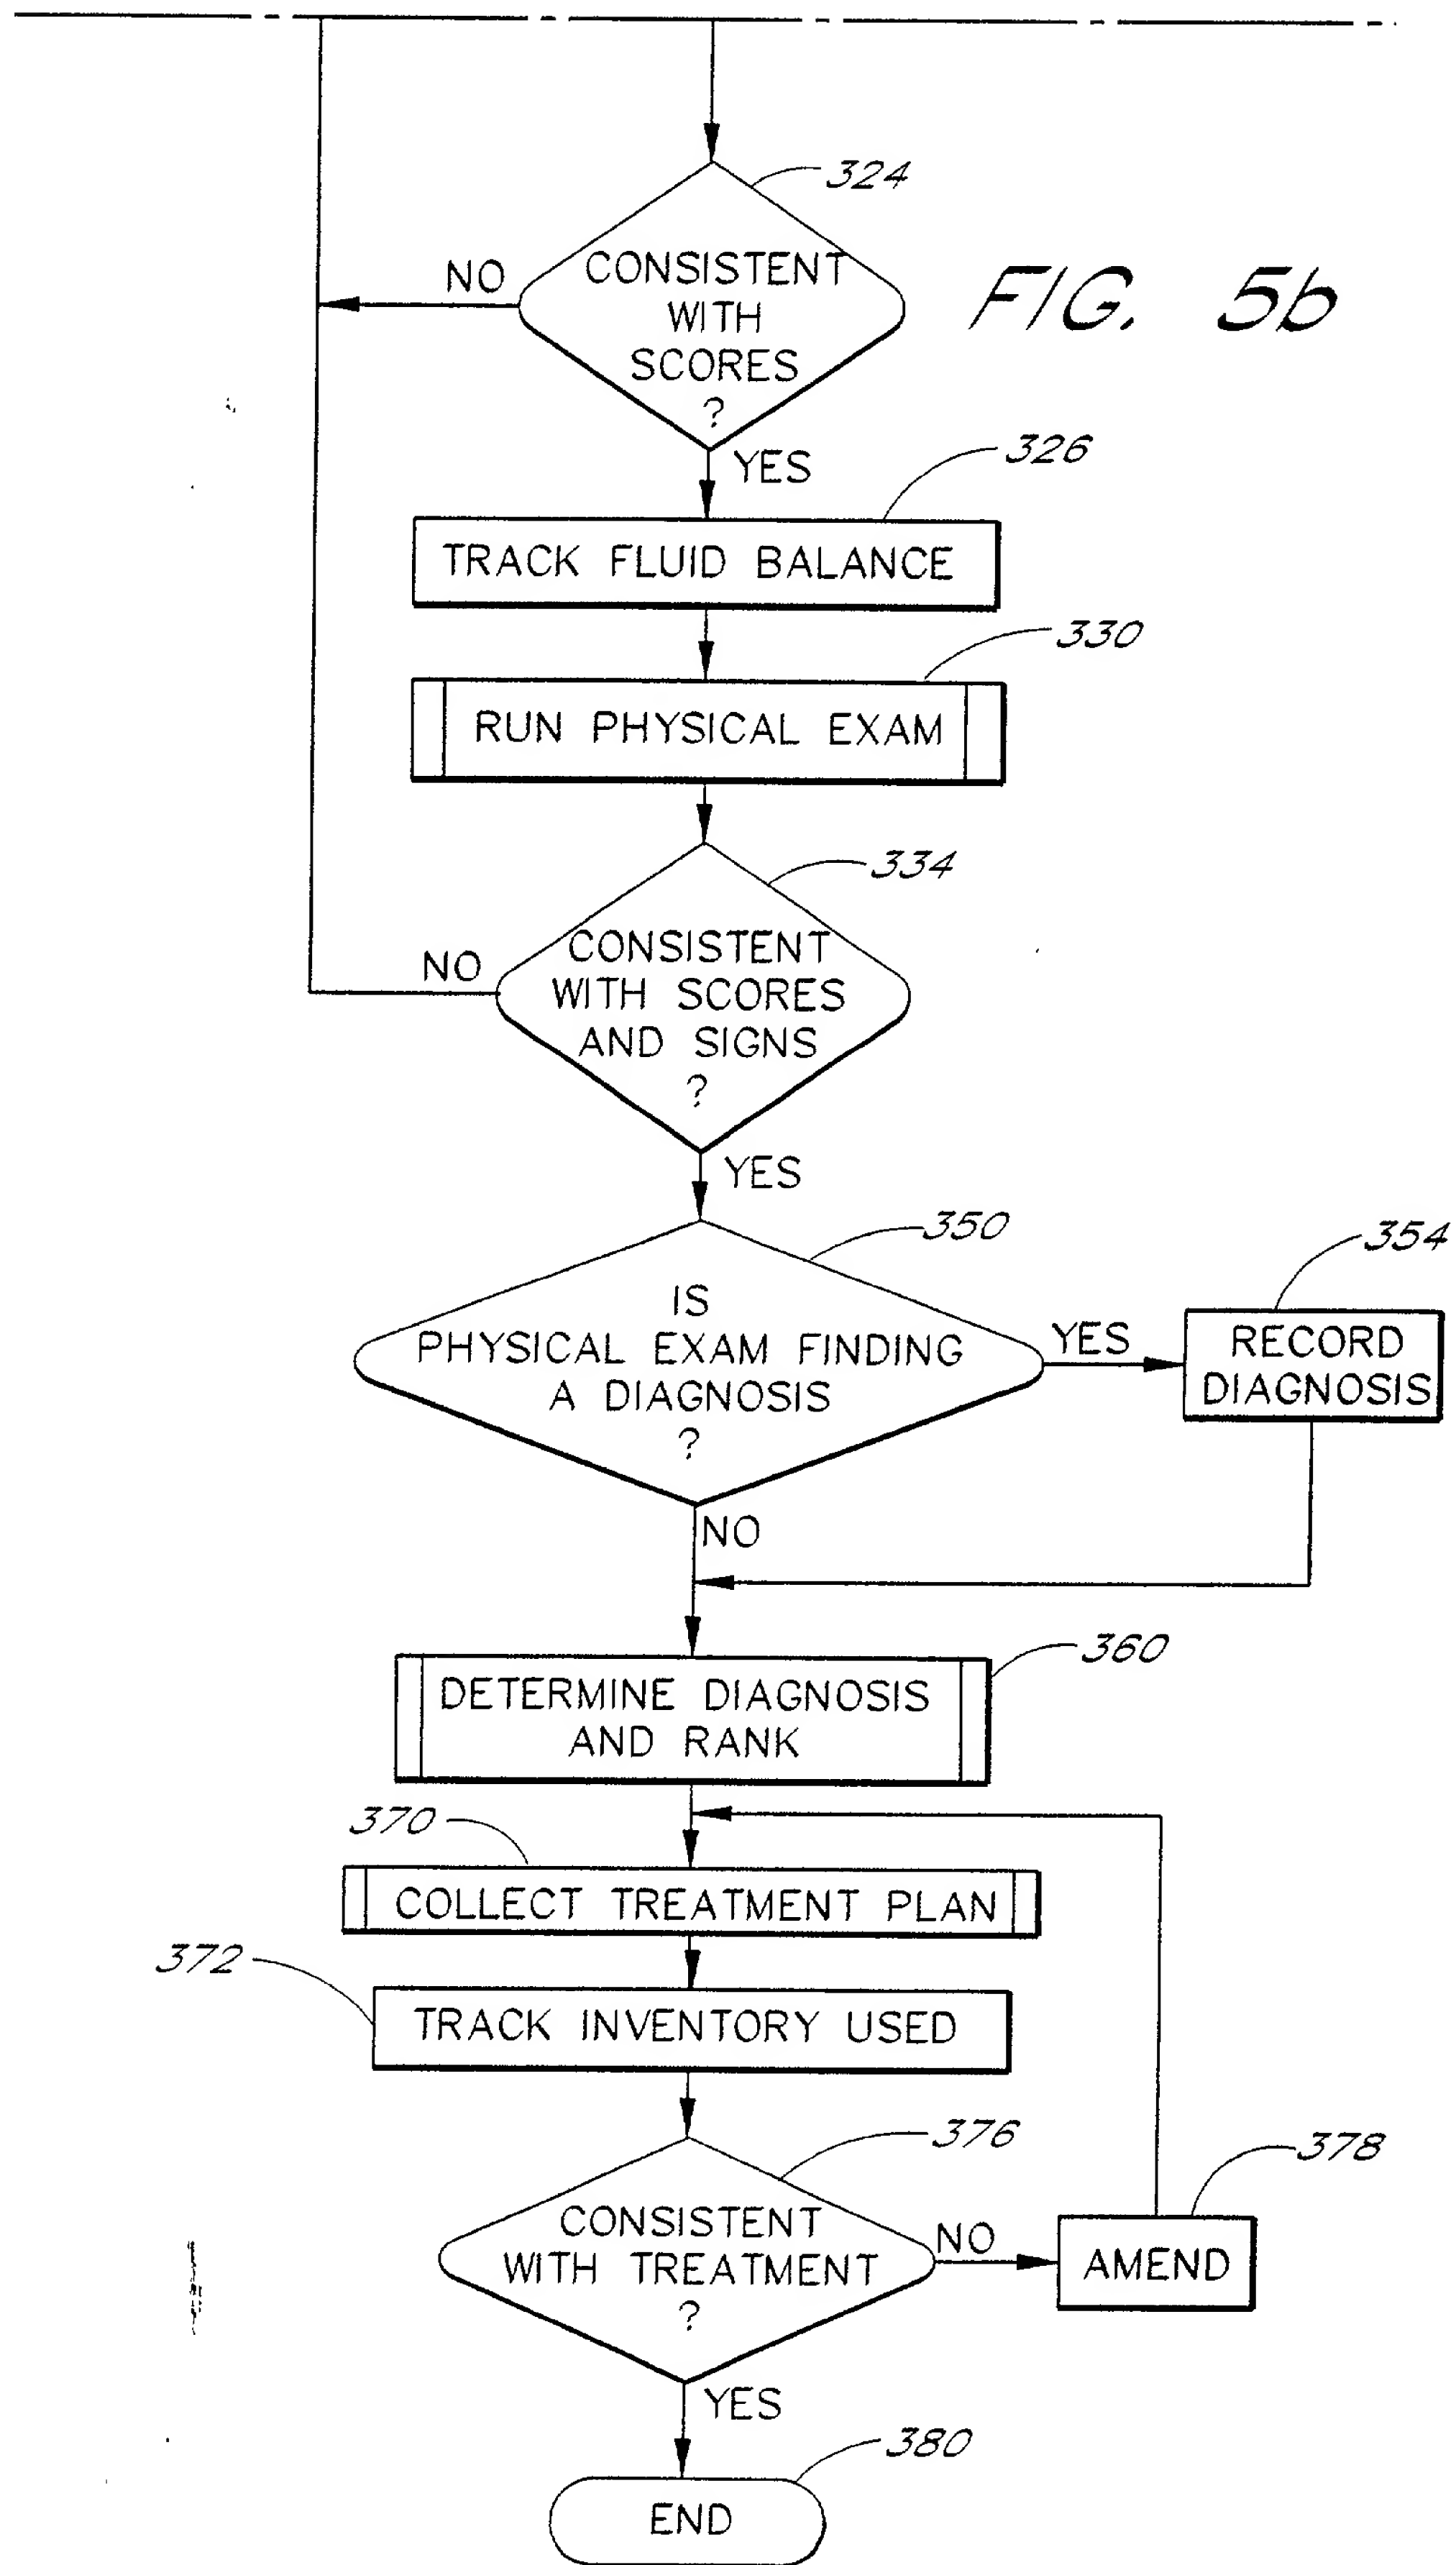 324
NO
CONSISTENT
WITH
SCORES
?
FIG. 5b
YES
326
TRACK FLUID BALANCE
330
RUN PHYSICAL EXAM
334
NO
CONSISTENT
WITH SCORES
AND SIGNS
?
YES
350
354
IS
PHYSICAL EXAM FINDING
A DIAGNOSIS
?
YES
RECORD
DIAGNOSIS
NO
360
DETERMINE DIAGNOSIS
AND RANK
370
COLLECT TREATMENT PLAN
372
TRACK INVENTORY USED
376
378
CONSISTENT
WITH TREATMENT
?
NO
AMEND
YES
380
END